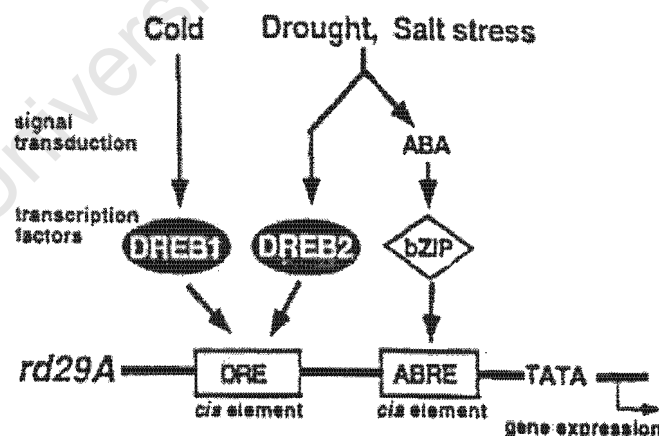 Cold
Drought, Salt stress
signal
transduction
ABA
transcription
factors
DREB1
DREB2
bZIP
rd29A
DRE
ABRE
TATA
cis element
cis element
gene expression